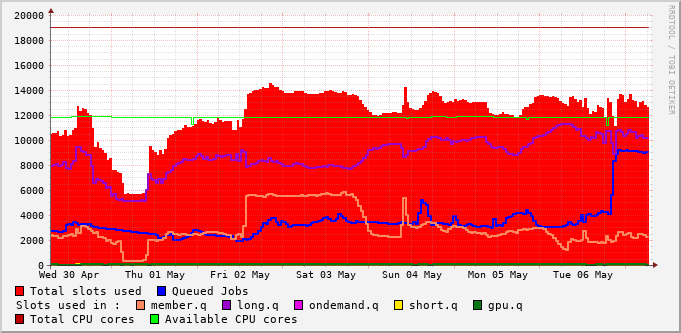 20000
18000
16000
14000
12000
10000
8000
6000
4000
2000
0
Wed 30 Apr Thu 01 May Fri 02 May Sat 03 May Sun 04 May Mon 05 May Tue 06 May
Total slots used Queued Jobs
Slots used in : member.q long.q ondemand.q short.q gpu.q
Total CPU cores Available CPU cores
RRDTOOL / TOBI OETIKER